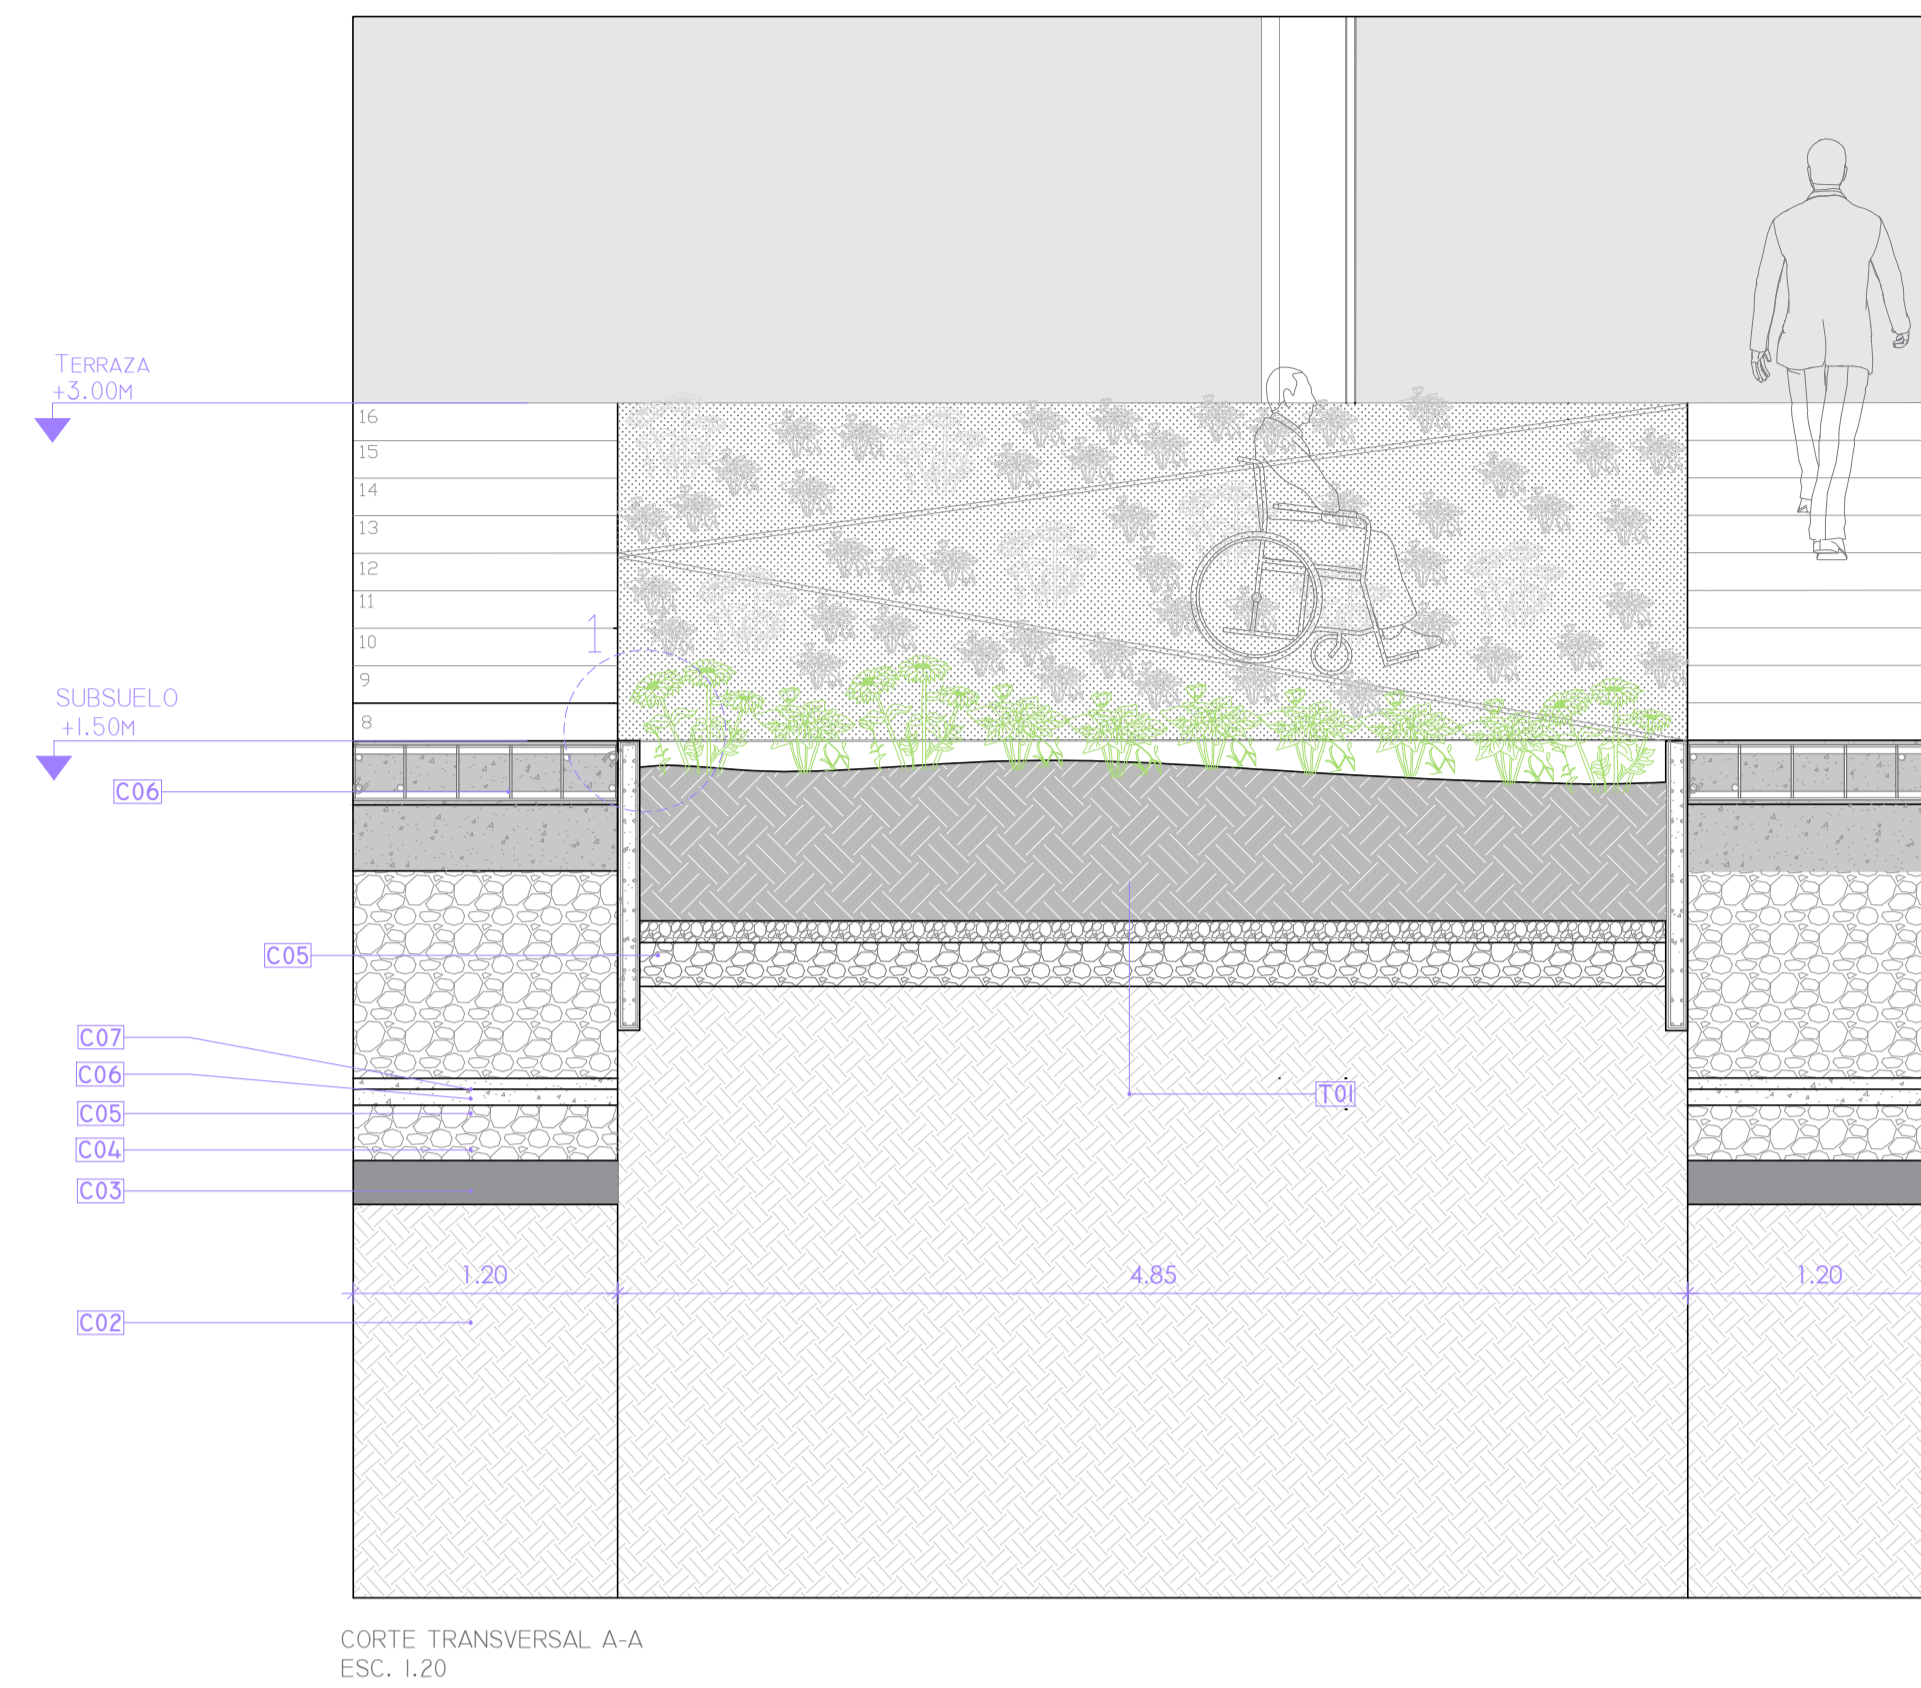 TERRAZA
+3.00M
16
15
14
13
12
11
10
9
8
1
SUBSUELO
+1.50M
C06
C05
C07
C06
C05
C04
C03
C02
T01
1.20
4.85
1.20
CORTE TRANSVERSAL A-A
ESC. 1.20